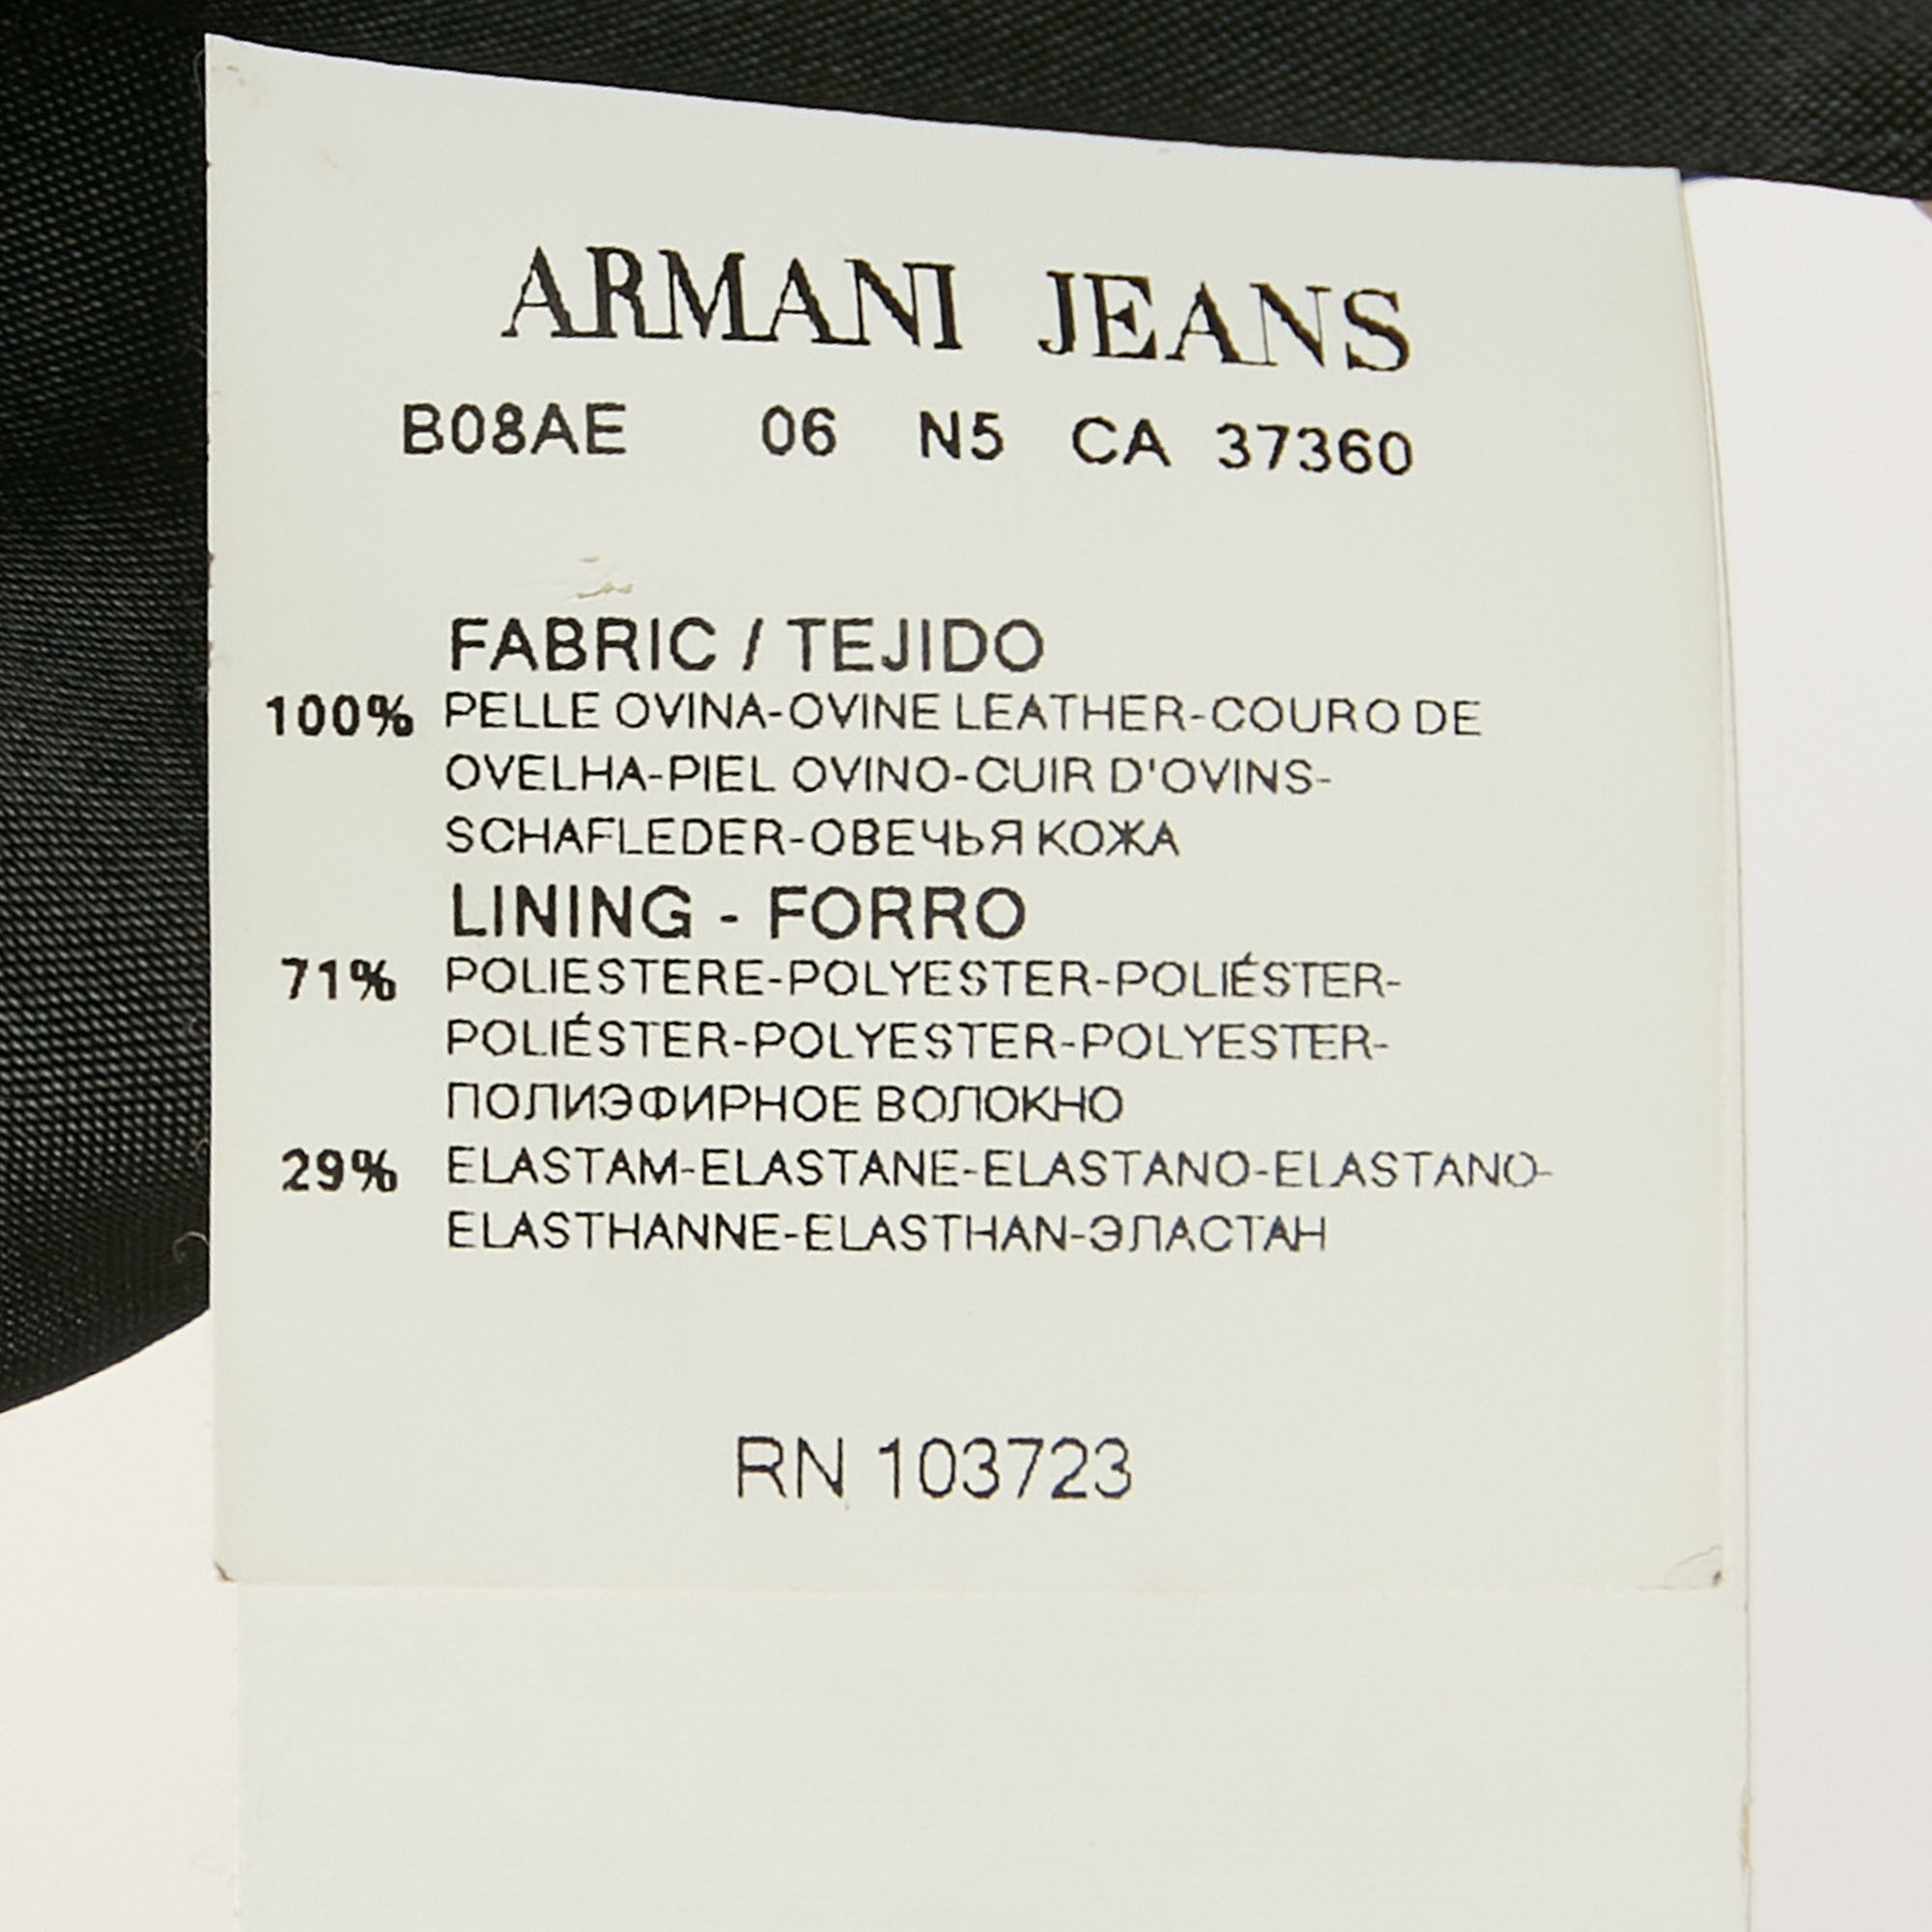 ARMANI JEANS
B08AE 06 N5 CA 37360
FABRIC / TEJIDO
100% PELLE OVINA-OVINE LEATHER-COURO DE
OVELHA-PIEL OVINO-CUIR D'OVINS-
SCHAFLEDER-ОВЕЧЬЯ КОЖА
LINING - FORRO
71% POLIESTERE-POLYESTER-POLIÉSTER-
POLIÉSTER-POLYESTER-POLYESTER-
ПОЛИЭФИРНОЕ ВОЛОКНО
29% ELASTAM-ELASTANE-ELASTANO-ELASTANO-
ELASTHANNE-ELASTHAN-ЭЛАСТАН
RN 103723